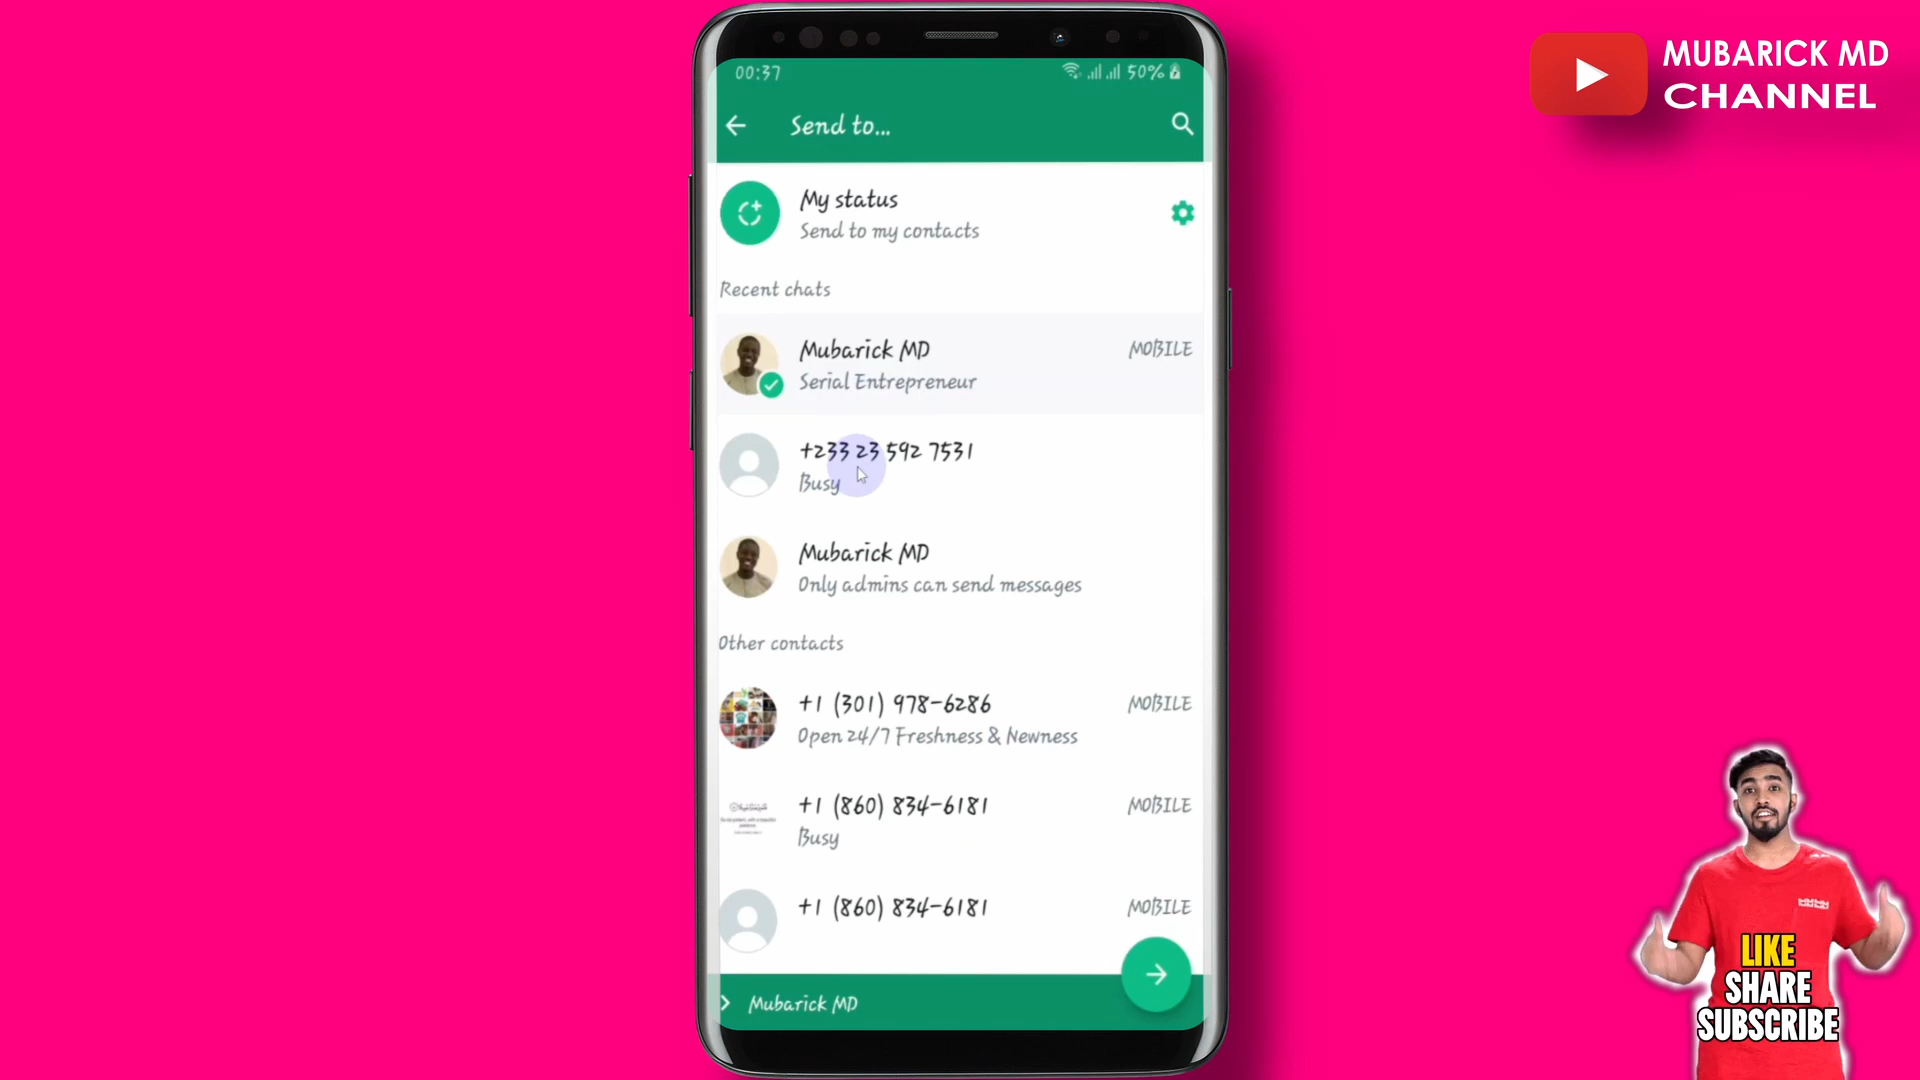 MUBARICK MD
CHANNEL
00:37
50%
Send to...
My status
Send to my contacts
Recent chats
Mubarick MD
MOBILE
Serial Entrepreneur
+233 23 592 7531
Busy
Mubarick MD
Only admins can send messages
Other contacts
+1 (301) 978-6286
MOBILE
Open 24/7 Freshness & Newness
+1 (860) 834-6181
MOBILE
Busy
+1 (860) 834-6181
MOBILE
Mubarick MD
LIKE
SHARE
SUBSCRIBE